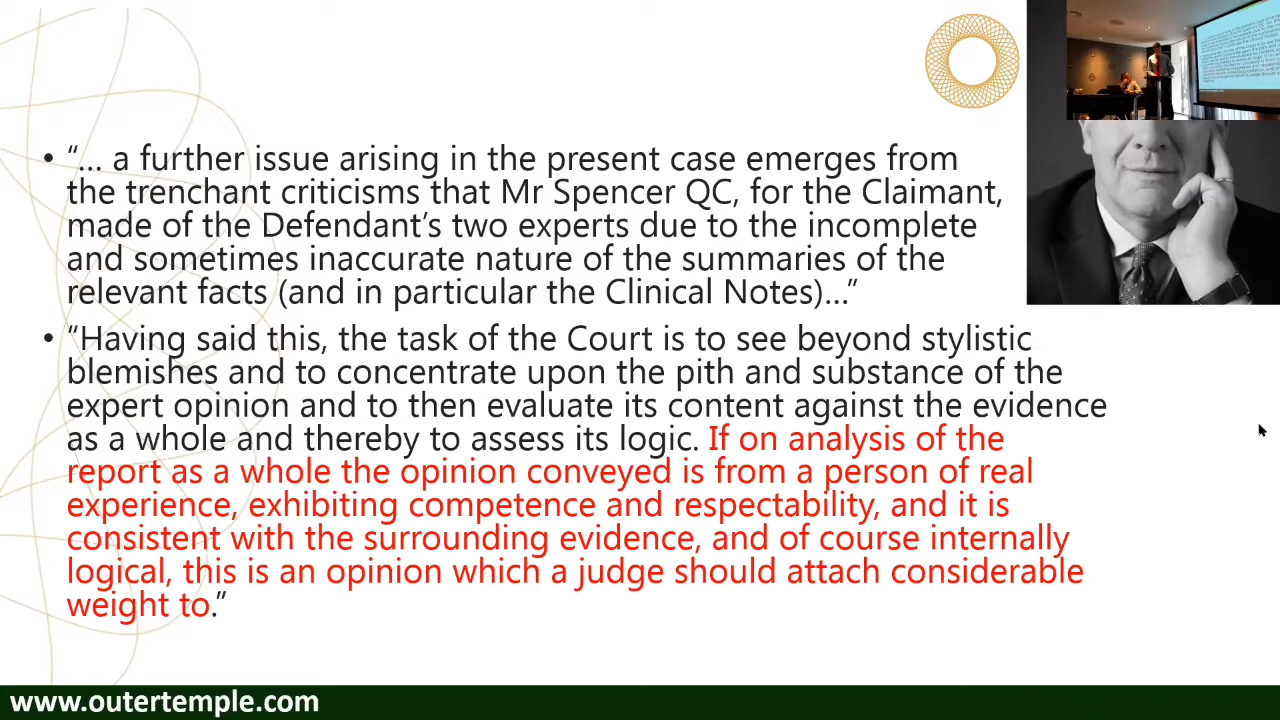 • “… a further issue arising in the present case emerges from
the trenchant criticisms that Mr Spencer QC, for the Claimant,
made of the Defendant’s two experts due to the incomplete
and sometimes inaccurate nature of the summaries of the
relevant facts (and in particular the Clinical Notes)…”
• “Having said this, the task of the Court is to see beyond stylistic
blemishes and to concentrate upon the pith and substance of the
expert opinion and to then evaluate its content against the evidence
as a whole and thereby to assess its logic. If on analysis of the
report as a whole the opinion conveyed is from a person of real
experience, exhibiting competence and respectability, and it is
consistent with the surrounding evidence, and of course internally
logical, this is an opinion which a judge should attach considerable
weight to.”
www.outertemple.com